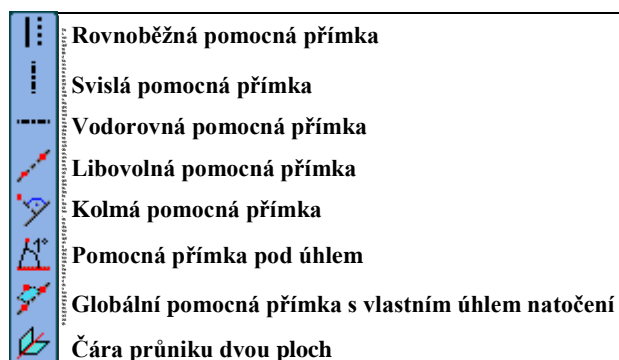 Rovnoběžná pomocná přímka
Svislá pomocná přímka
Vodorovná pomocná přímka
Libovolná pomocná přímka
Kolmá pomocná přímka
1°
Pomocná přímka pod úhlem
Globální pomocná přímka s vlastním úhlem natočení
Čára průniku dvou ploch